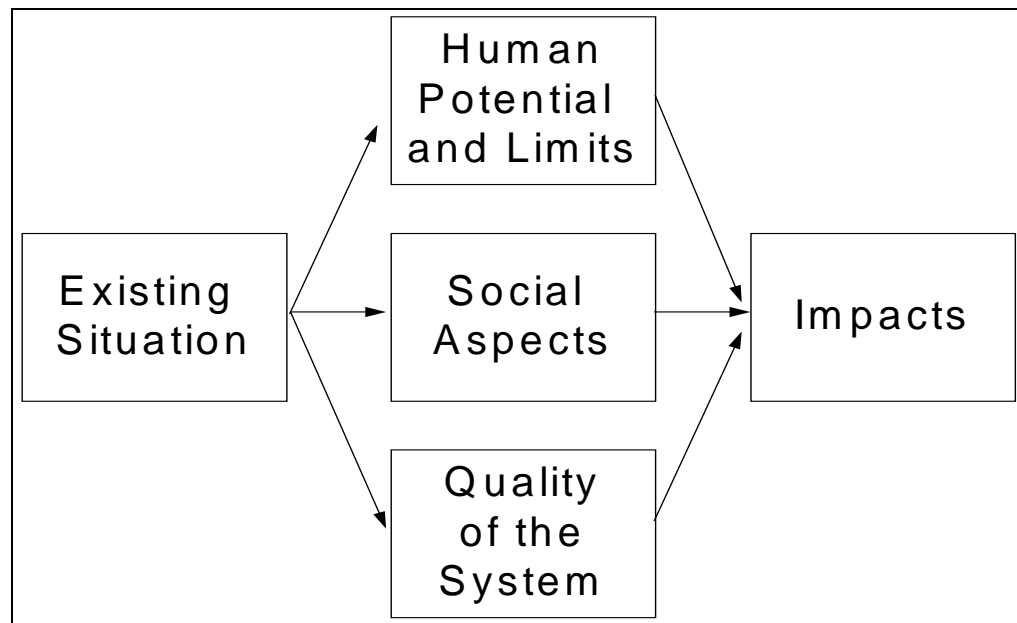 Human
Potential
and Limits
Existing
Situation
Social
Aspects
Impacts
Quality
of the
System